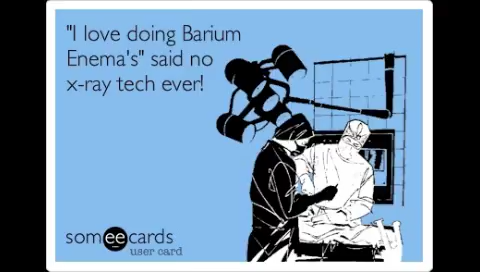 "I love doing Barium
Enema's" said no
x-ray tech ever!
someecards
user card